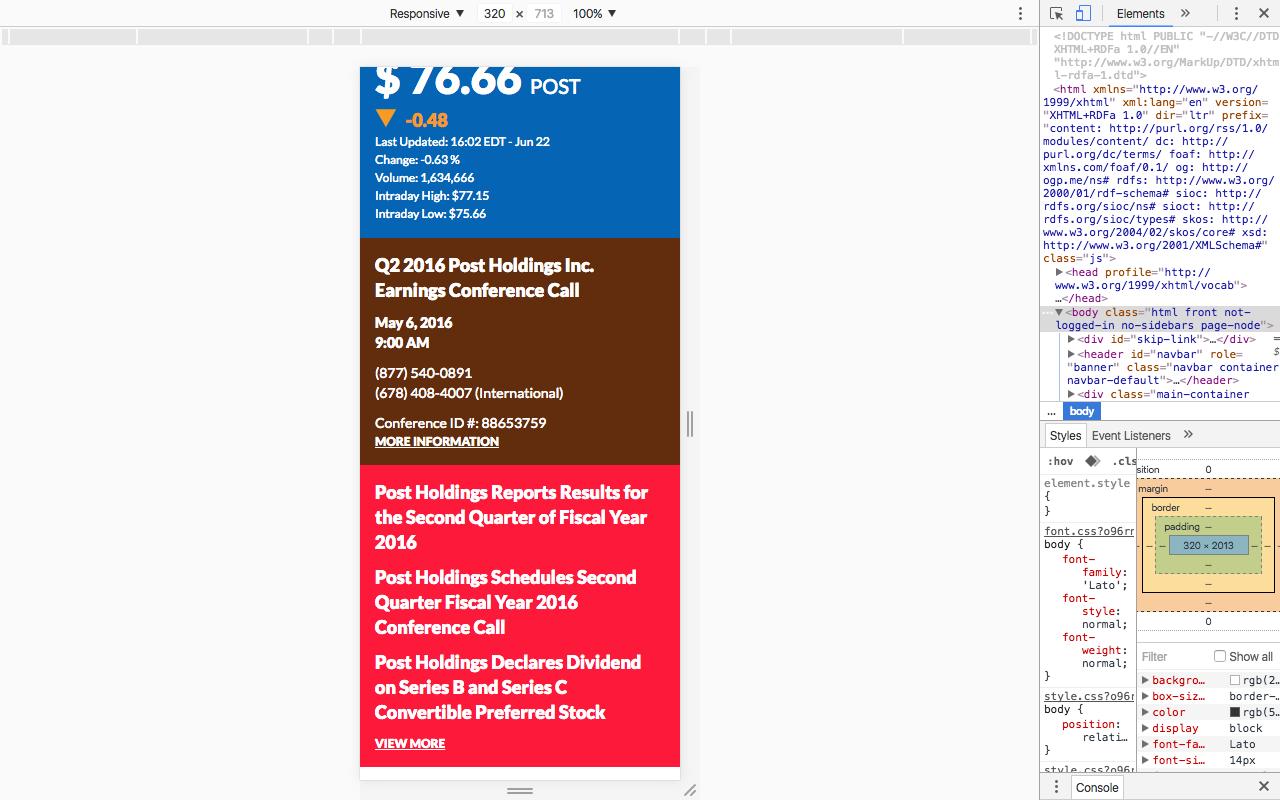 Responsive ▼ 320 × 713 100% ▼
Elements
$ 76.66 POST
-0.48
Last Updated: 16:02 EDT - Jun 22
Change: -0.63 %
Volume: 1,634,666
Intraday High: $77.15
Intraday Low: $75.66
Q2 2016 Post Holdings Inc.
Earnings Conference Call
May 6, 2016
9:00 AM
(877) 540-0891
(678) 408-4007 (International)
Conference ID #: 88653759
MORE INFORMATION
Post Holdings Reports Results for
the Second Quarter of Fiscal Year
2016
Post Holdings Schedules Second
Quarter Fiscal Year 2016
Conference Call
Post Holdings Declares Dividend
on Series B and Series C
Convertible Preferred Stock
VIEW MORE
<!DOCTYPE html PUBLIC "-//W3C//DTD
XHTML+RDFa 1.0//EN"
"http://www.w3.org/MarkUp/DTD/xhtm
l-rdfa-1.dtd">
<html xmlns="http://www.w3.org/
1999/xhtml" xml:lang="en" version=
"XHTML+RDFa 1.0" dir="ltr" prefix=
"content: http://purl.org/rss/1.0/
modules/content/ dc: http://
purl.org/dc/terms/ foaf: http://
xmlns.com/foaf/0.1/ og: http://
ogp.me/ns# rdfs: http://www.w3.org/
2000/01/rdf-schema# sioc: http://
rdfs.org/sioc/ns# sioct: http://
rdfs.org/sioc/types# skos: http://
www.w3.org/2004/02/skos/core# xsd:
http://www.w3.org/2001/XMLSchema#"
class="js">
<head profile="http://
www.w3.org/1999/xhtml/vocab">
…</head>
<body class="html front not-
logged-in no-sidebars page-node">
<div id="skip-link">…</div> =
<header id="navbar" role= $
"banner" class="navbar container
navbar-default">…</header>
<div class="main-container
... body
Styles Event Listeners
:hov .cls
element.style
{
}
font.css?o96rr
body {
font-
family:
'Lato';
font-
style:
normal;
font-
weight:
normal;
}
style.css?o96r
body {
position:
relati…
}
style.css?o96r
sition 0
margin –
border –
padding –
320 × 2013
–
–
–
0
Filter Show all
backgro… rgb(2…
box-siz… border-…
color rgb(5…
display block
font-fa… Lato
font-si… 14px
Console